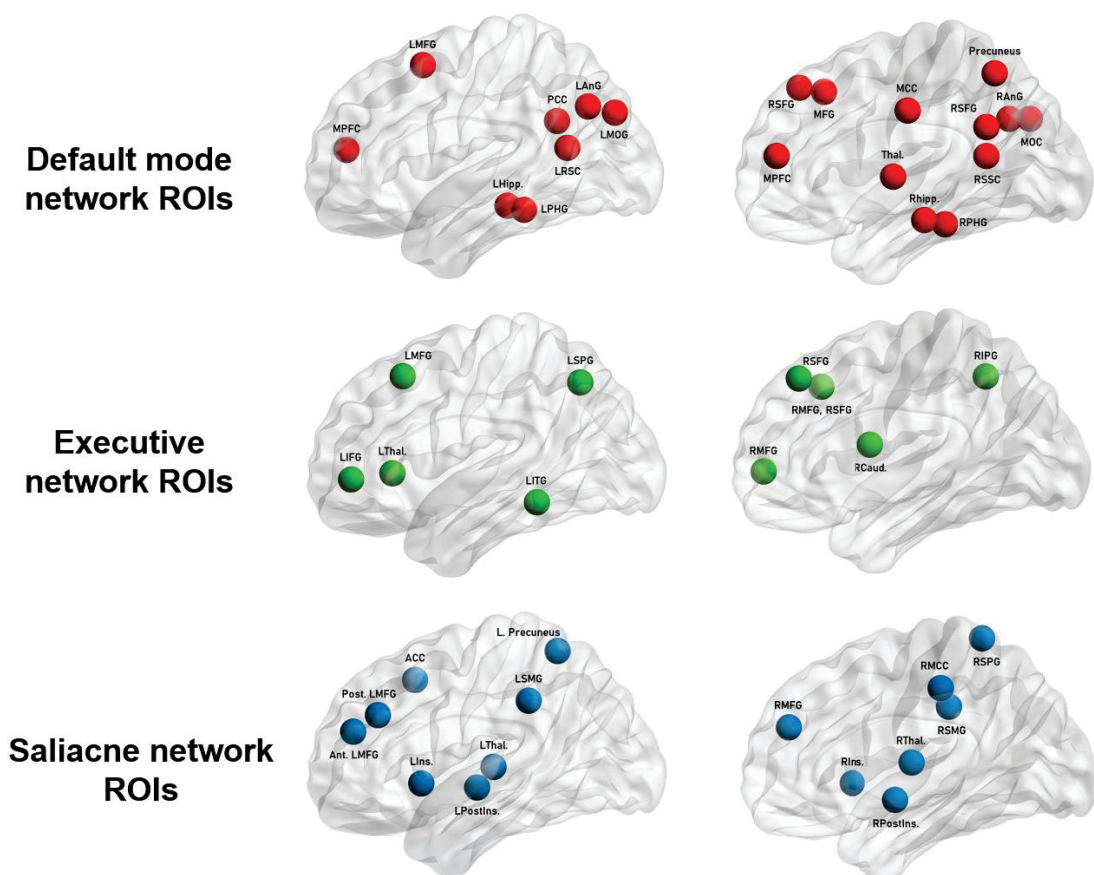 Default mode
network ROIs
LMFG
MPFC
PCC
LAnG
LMOG
LRSC
LHipp.
LPHG
RSFG
MFG
MCC
Precuneus
RSFG
RAnG
MOC
MPFC
Thal.
RSSC
Rhipp.
RPHG
Executive
network ROIs
LMFG
LSPG
LIFG
LThal.
LITG
RSFG
RIPG
RMFG, RSFG
RMFG
RCaud.
Saliacne network
ROIs
L. Precuneus
ACC
Post. LMFG
LSMG
Ant. LMFG
LThal.
LIns.
LPostIns.
RSPG
RMCC
RMFG
RSMG
RThal.
RIns.
RPostIns.